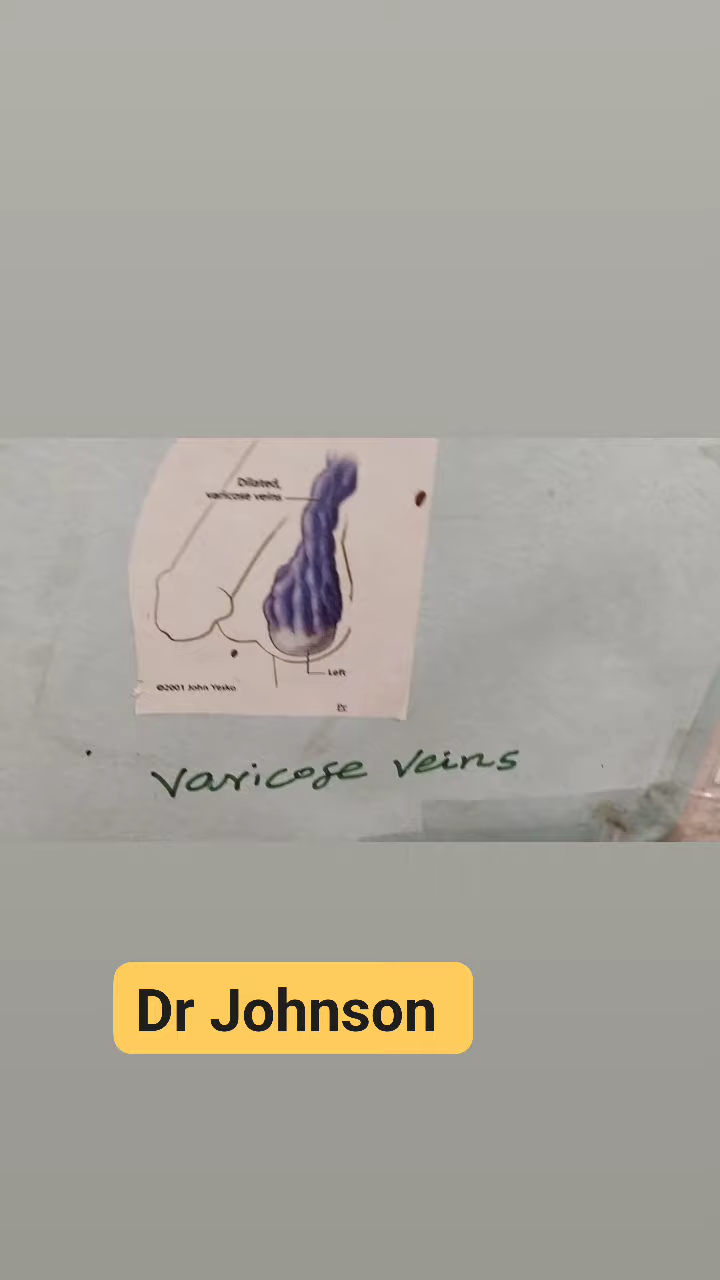 Dilated,
varicose veins
Left
©2001 John Yesko
varicose veins
Dr Johnson